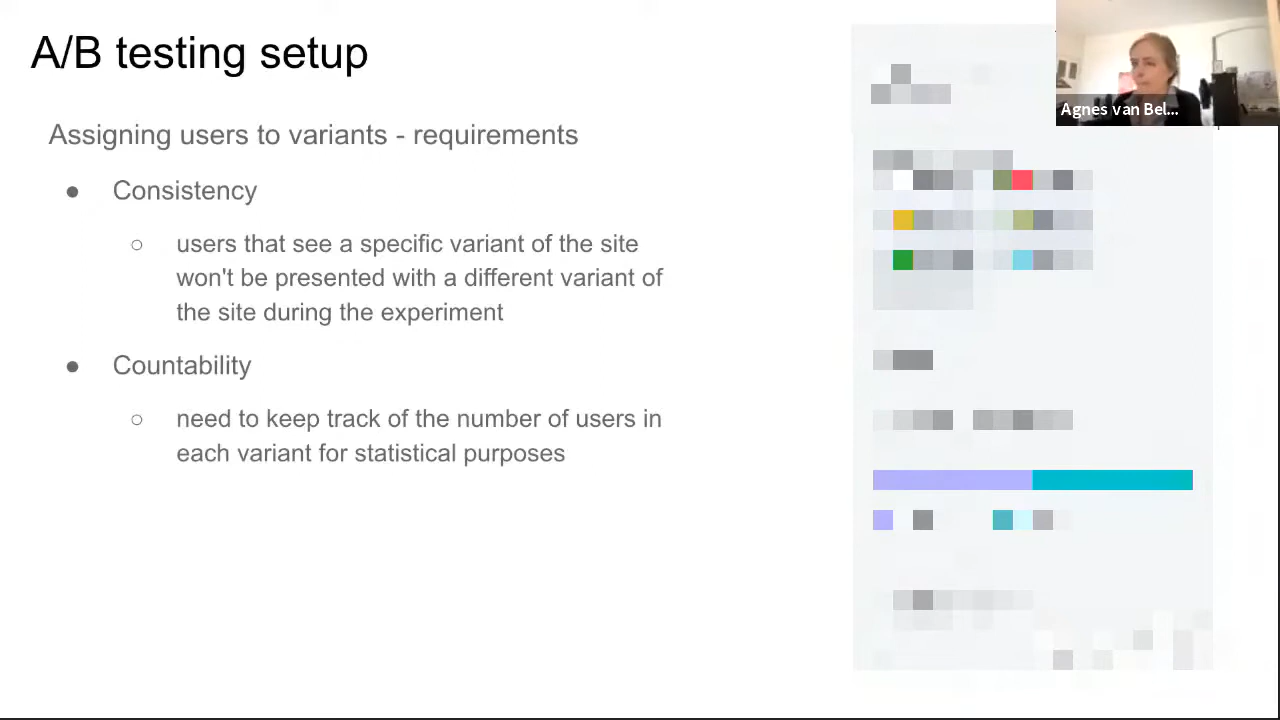 A/B testing setup
Agnes van Bel...
Assigning users to variants - requirements
● Consistency
○ users that see a specific variant of the site
won't be presented with a different variant of
the site during the experiment
● Countability
○ need to keep track of the number of users in
each variant for statistical purposes